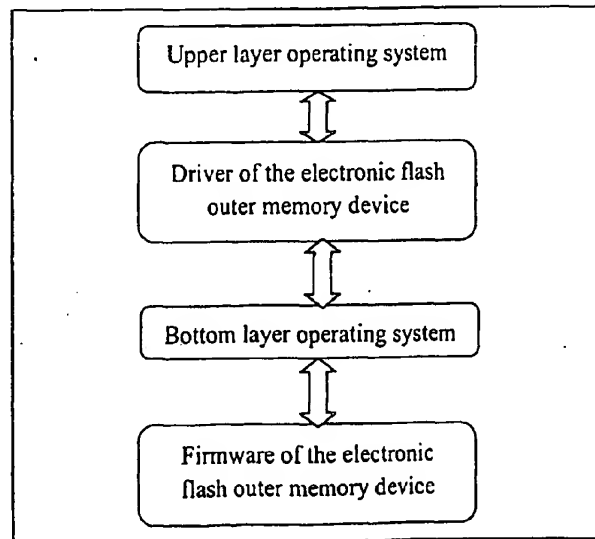 Upper layer operating system
Driver of the electronic flash
outer memory device
Bottom layer operating system
Firmware of the electronic
flash outer memory device